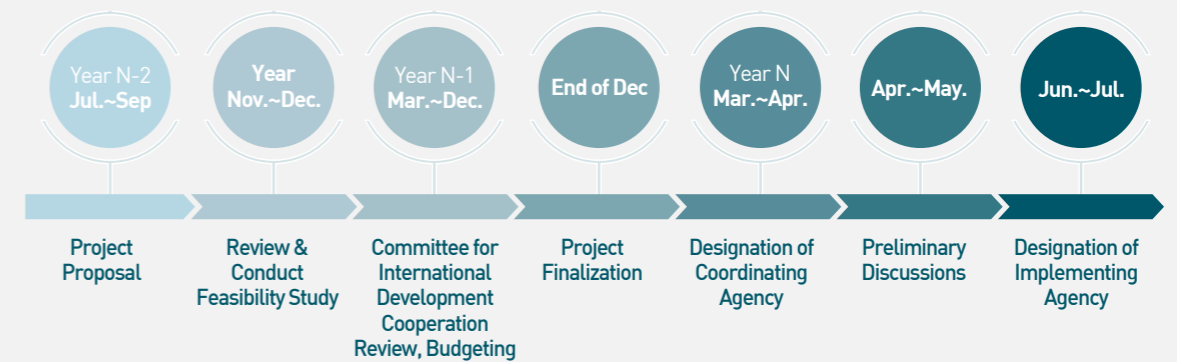 Year N-2
Jul.~Sep
Year
Nov.~Dec.
Year N-1
Mar.~Dec.
End of Dec
Year N
Mar.~Apr.
Apr.~May.
Jun.~Jul.
Project
Proposal
Review &
Conduct
Feasibility Study
Committee for
International
Development
Cooperation
Review, Budgeting
Project
Finalization
Designation of
Coordinating
Agency
Preliminary
Discussions
Designation of
Implementing
Agency